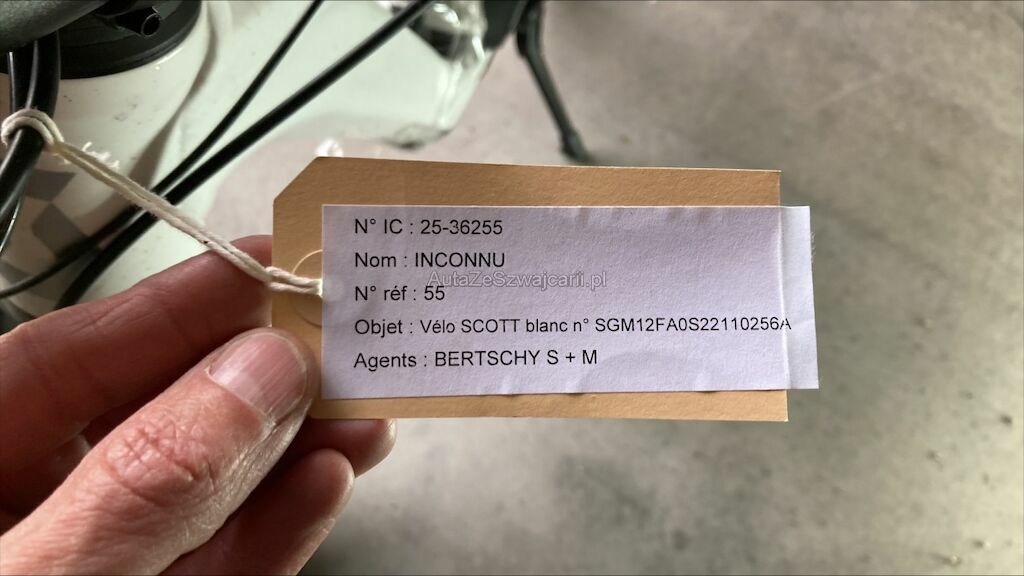 N° IC : 25-36255
Nom : INCONNU
AutaZeSzwajcarii.pl
N° réf : 55
Objet : Vélo SCOTT blanc n° SGM12FA0S22110256A
Agents : BERTSCHY S + M